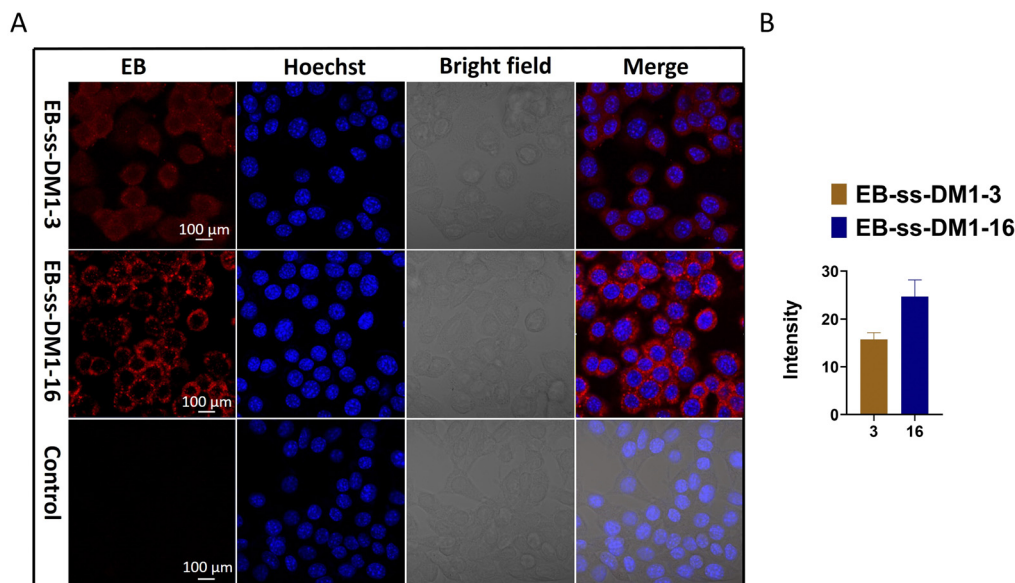 A
B
EB Hoechst Bright field Merge
EB-ss-DM1-3
100 µm
EB-ss-DM1-16
100 µm
Control
100 µm
EB-ss-DM1-3
EB-ss-DM1-16
Intensity
30
20
10
0
3 16